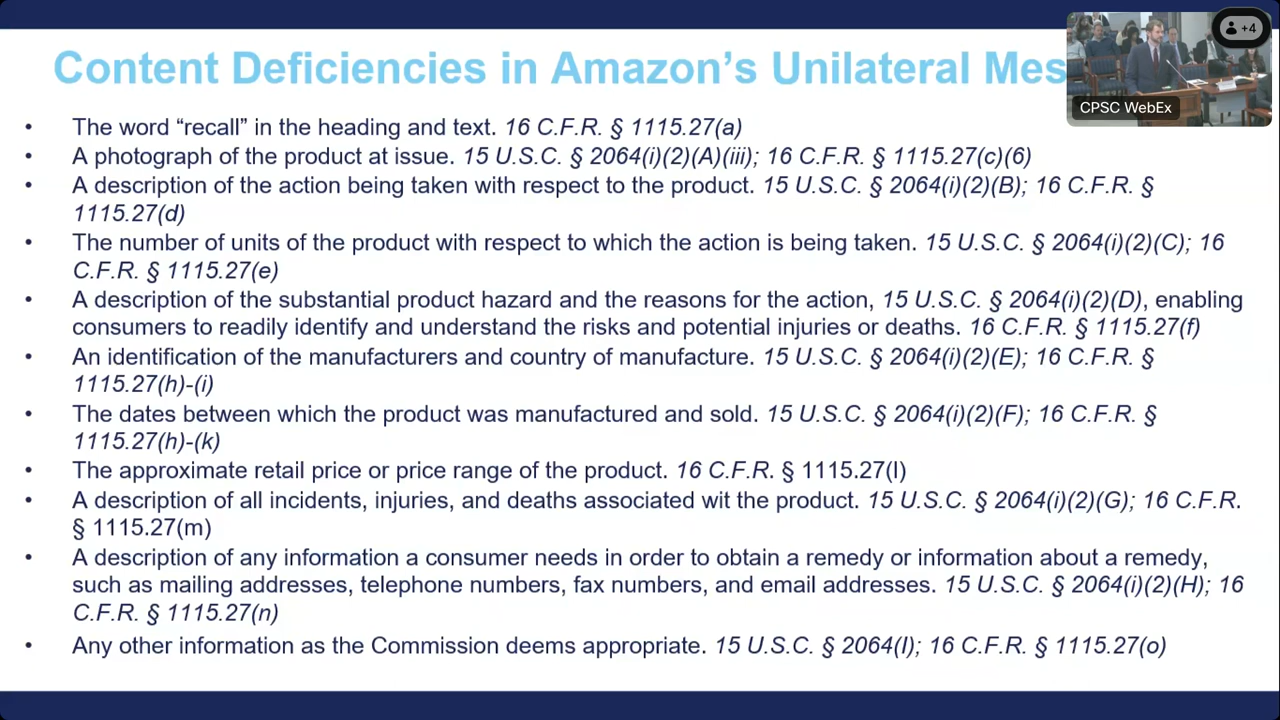 Content Deficiencies in Amazon's Unilateral
+4
CPSC WebEx
• The word “recall” in the heading and text. 16 C.F.R. § 1115.27(a)
• A photograph of the product at issue. 15 U.S.C. § 2064(i)(2)(A)(iii); 16 C.F.R. § 1115.27(c)(6)
• A description of the action being taken with respect to the product. 15 U.S.C. § 2064(i)(2)(B); 16 C.F.R. §
1115.27(d)
• The number of units of the product with respect to which the action is being taken. 15 U.S.C. § 2064(i)(2)(C); 16
C.F.R. § 1115.27(e)
• A description of the substantial product hazard and the reasons for the action, 15 U.S.C. § 2064(i)(2)(D), enabling
consumers to readily identify and understand the risks and potential injuries or deaths. 16 C.F.R. § 1115.27(f)
• An identification of the manufacturers and country of manufacture. 15 U.S.C. § 2064(i)(2)(E); 16 C.F.R. §
1115.27(h)-(i)
• The dates between which the product was manufactured and sold. 15 U.S.C. § 2064(i)(2)(F); 16 C.F.R. §
1115.27(h)-(k)
• The approximate retail price or price range of the product. 16 C.F.R. § 1115.27(l)
• A description of all incidents, injuries, and deaths associated wit the product. 15 U.S.C. § 2064(i)(2)(G); 16 C.F.R.
§ 1115.27(m)
• A description of any information a consumer needs in order to obtain a remedy or information about a remedy,
such as mailing addresses, telephone numbers, fax numbers, and email addresses. 15 U.S.C. § 2064(i)(2)(H); 16
C.F.R. § 1115.27(n)
• Any other information as the Commission deems appropriate. 15 U.S.C. § 2064(I); 16 C.F.R. § 1115.27(o)